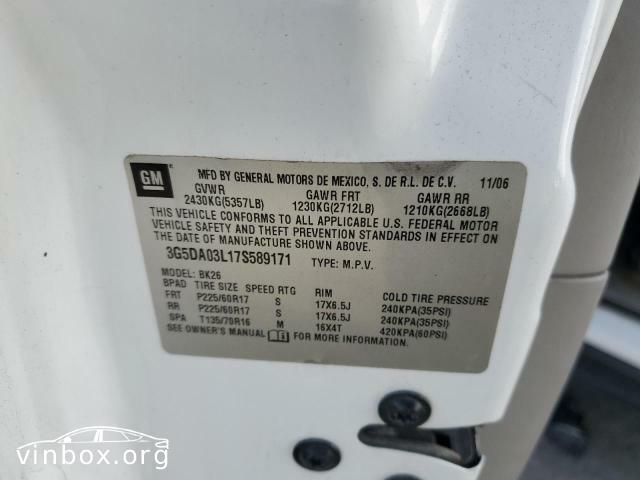 GM
MFD BY GENERAL MOTORS DE MEXICO, S. DE R.L. DE C.V. 11/06
GVWR GAWR FRT GAWR RR
2430KG(5357LB) 1230KG(2712LB) 1210KG(2668LB)
THIS VEHICLE CONFORMS TO ALL APPLICABLE U.S. FEDERAL MOTOR
VEHICLE SAFETY AND THEFT PREVENTION STANDARDS IN EFFECT ON
THE DATE OF MANUFACTURE SHOWN ABOVE.
3G5DA03L17S589171 TYPE: M.P.V.
MODEL: BK26
BPAD TIRE SIZE SPEED RTG RIM COLD TIRE PRESSURE
FRT P225/60R17 S 17X6.5J 240KPA(35PSI)
RR P225/60R17 S 17X6.5J 240KPA(35PSI)
SPA T135/70R16 M 16X4T 420KPA(60PSI)
SEE OWNER'S MANUAL FOR MORE INFORMATION.
vinbox.org